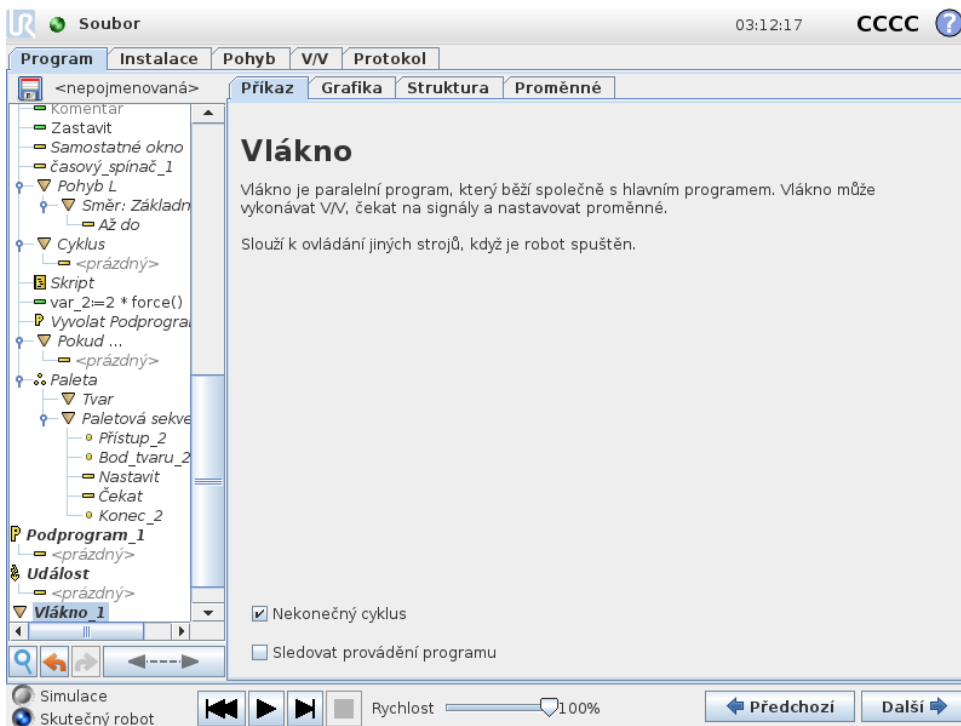 UR Soubor 03:12:17 CCCC ?
Program Instalace Pohyb V/V Protokol
<nepojmenovaná> Příkaz Grafika Struktura Proměnné
Komentář
Zastavit
Samostatné okno
časový_spínač_1
Pohyb L
Směr: Základn
Až do
Cyklus
<prázdný>
Skript
var_2:=2 * force()
Vyvolat Podprogra
Pokud ...
<prázdný>
Paleta
Tvar
Paletová sekve
Přístup_2
Bod_tvaru_2
Nastavit
Čekat
Konec_2
P Podprogram_1
<prázdný>
Událost
<prázdný>
Vlákno_1
Vlákno
Vlákno je paralelní program, který běží společně s hlavním programem. Vlákno může
vykonávat V/V, čekat na signály a nastavovat proměnné.
Slouží k ovládání jiných strojů, když je robot spuštěn.
Nekonečný cyklus
Sledovat provádění programu
Simulace
Skutečný robot
Rychlost 100%
Předchozí Další